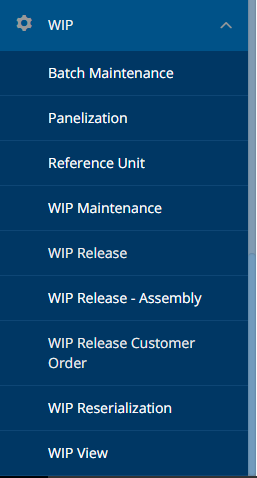 WIP
Batch Maintenance
Panelization
Reference Unit
WIP Maintenance
WIP Release
WIP Release - Assembly
WIP Release Customer
Order
WIP Reserialization
WIP View